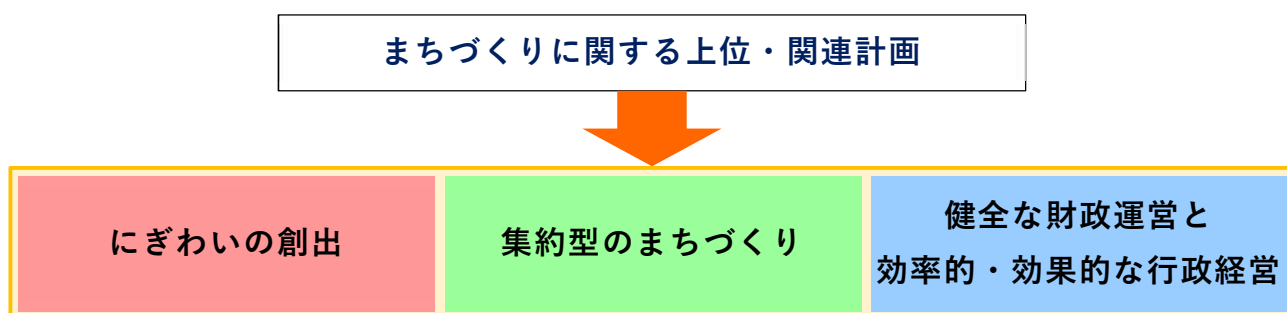 まちづくりに関する上位・関連計画
にぎわいの創出
集約型のまちづくり
健全な財政運営と
効率的・効果的な行政経営